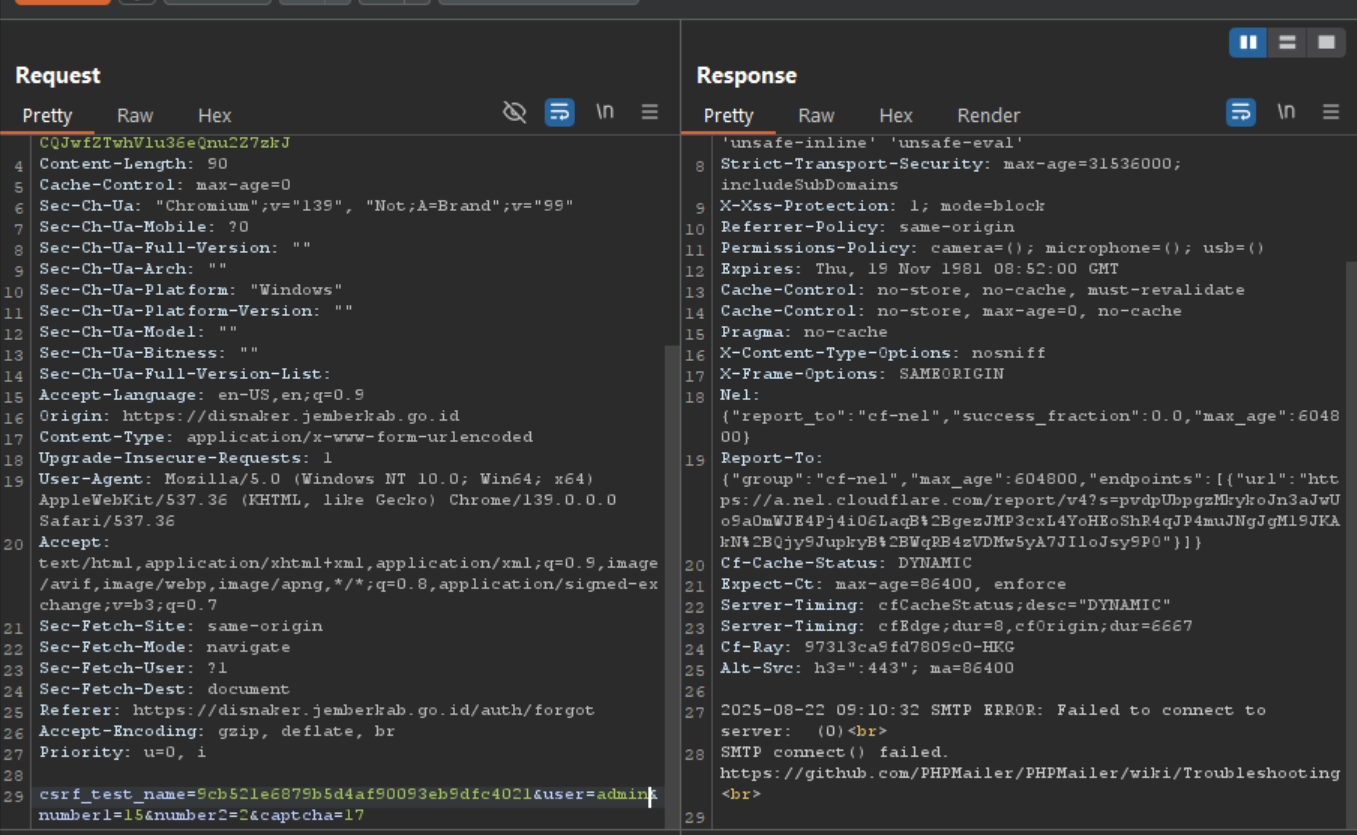 Request
Pretty Raw Hex
\n
CQJwfZTwhVlu36eQnu2Z7zkJ
4 Content-Length: 90
5 Cache-Control: max-age=0
6 Sec-Ch-Ua: "Chromium";v="139", "Not;A=Brand";v="99"
7 Sec-Ch-Ua-Mobile: ?0
8 Sec-Ch-Ua-Full-Version: ""
9 Sec-Ch-Ua-Arch: ""
10 Sec-Ch-Ua-Platform: "Windows"
11 Sec-Ch-Ua-Platform-Version: ""
12 Sec-Ch-Ua-Model: ""
13 Sec-Ch-Ua-Bitness: ""
14 Sec-Ch-Ua-Full-Version-List:
15 Accept-Language: en-US,en;q=0.9
16 Origin: https://disnaker.jemberkab.go.id
17 Content-Type: application/x-www-form-urlencoded
18 Upgrade-Insecure-Requests: 1
19 User-Agent: Mozilla/5.0 (Windows NT 10.0; Win64; x64)
AppleWebKit/537.36 (KHTML, like Gecko) Chrome/139.0.0.0
Safari/537.36
20 Accept:
text/html,application/xhtml+xml,application/xml;q=0.9,image
/avif,image/webp,image/apng,*/*;q=0.8,application/signed-ex
change;v=b3;q=0.7
21 Sec-Fetch-Site: same-origin
22 Sec-Fetch-Mode: navigate
23 Sec-Fetch-User: ?1
24 Sec-Fetch-Dest: document
25 Referer: https://disnaker.jemberkab.go.id/auth/forgot
26 Accept-Encoding: gzip, deflate, br
27 Priority: u=0, i
28
29 csrf_test_name=9cb521e6879b5d4af90093eb9dfc4021&user=admin&
number1=15&number2=2&captcha=17
Response
Pretty Raw Hex Render
\n
'unsafe-inline' 'unsafe-eval'
8 Strict-Transport-Security: max-age=31536000;
includeSubDomains
9 X-Xss-Protection: 1; mode=block
10 Referrer-Policy: same-origin
11 Permissions-Policy: camera=(); microphone=(); usb=()
12 Expires: Thu, 19 Nov 1981 08:52:00 GMT
13 Cache-Control: no-store, no-cache, must-revalidate
14 Cache-Control: no-store, max-age=0, no-cache
15 Pragma: no-cache
16 X-Content-Type-Options: nosniff
17 X-Frame-Options: SAMEORIGIN
18 Nel:
{"report_to":"cf-nel","success_fraction":0.0,"max_age":6048
00}
19 Report-To:
{"group":"cf-nel","max_age":604800,"endpoints":[{"url":"htt
ps://a.nel.cloudflare.com/report/v4?s=pvdpUbpgzMkykoJn3aJwU
o9a0mWJE4Pj4i06LaqB%2BgezJMP3cxL4YoHEoShR4qJP4muJNgJgMl9JKA
kN%2BQjy9JupkyB%2BWqRB4zVDMw5yA7JIloJsy9P0"}]}
20 Cf-Cache-Status: DYNAMIC
21 Expect-Ct: max-age=86400, enforce
22 Server-Timing: cfCacheStatus;desc="DYNAMIC"
23 Server-Timing: cfEdge;dur=8,cfOrigin;dur=6667
24 Cf-Ray: 97313ca9fd7809c0-HKG
25 Alt-Svc: h3=":443"; ma=86400
26
27 2025-08-22 09:10:32 SMTP ERROR: Failed to connect to
server: (0)<br>
28 SMTP connect() failed.
https://github.com/PHPMailer/PHPMailer/wiki/Troubleshooting
<br>
29